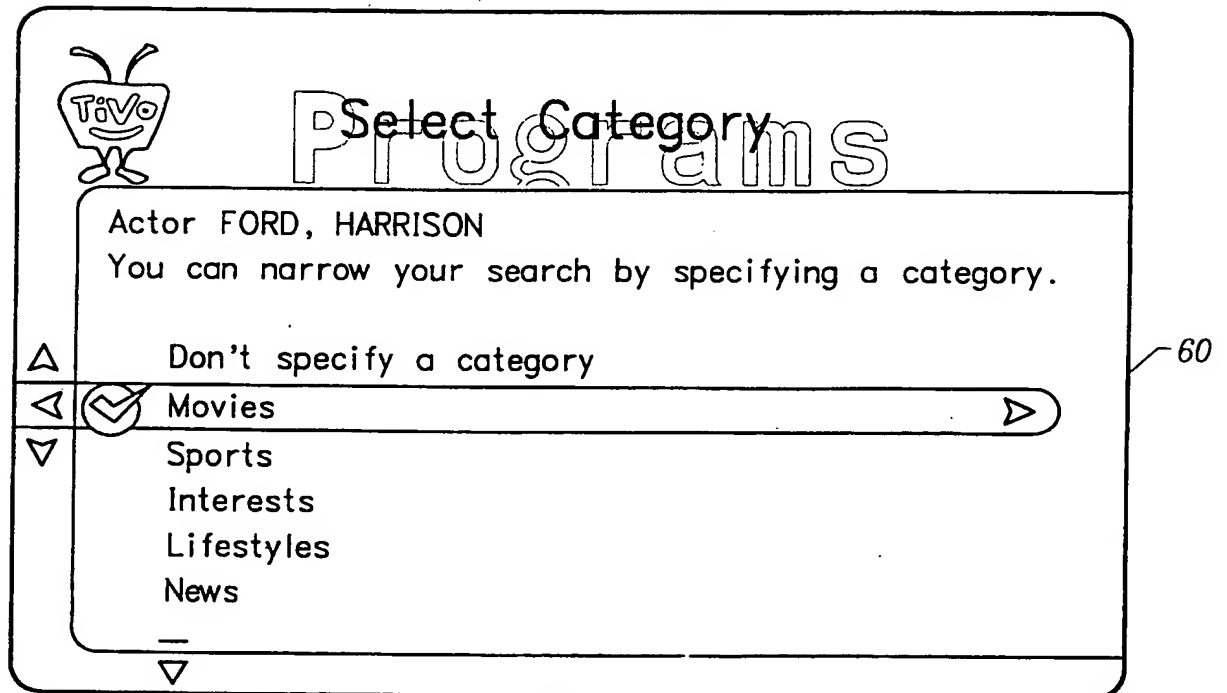 TiVo
Programs
Select Category
Actor FORD, HARRISON
You can narrow your search by specifying a category.
Don't specify a category
Movies
Sports
Interests
Lifestyles
News
60